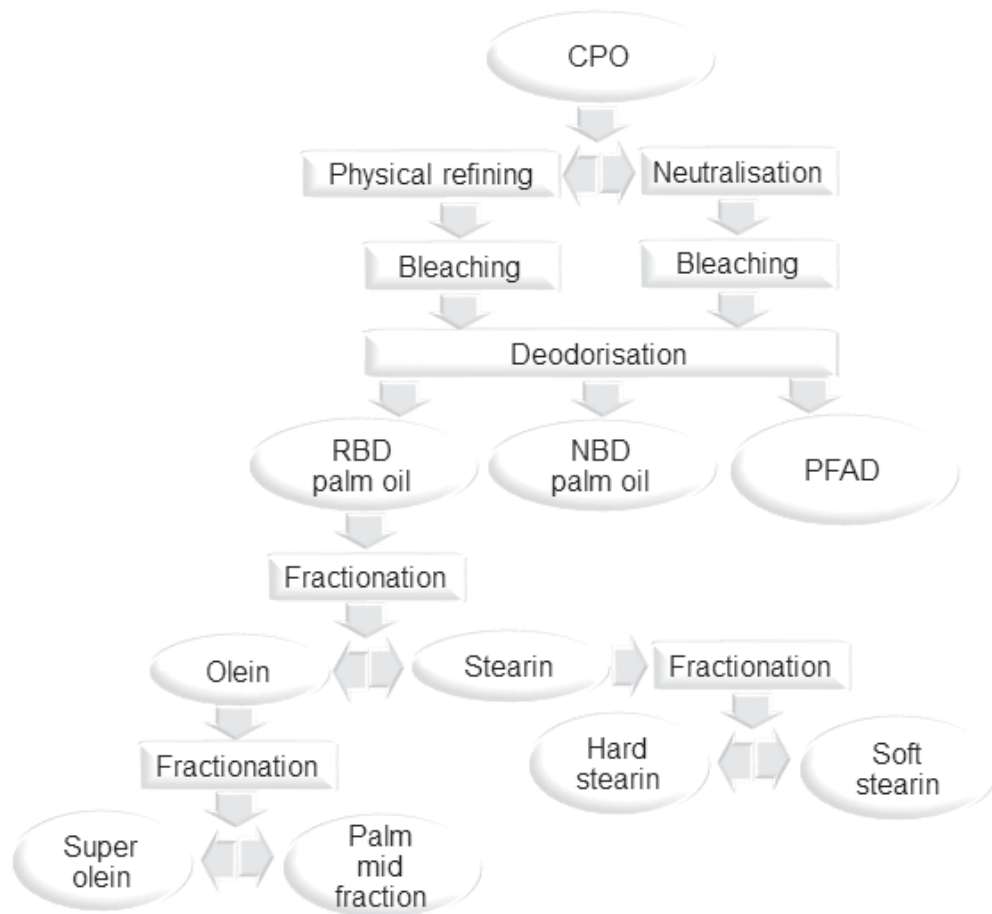 CPO
Physical refining
Neutralisation
Bleaching
Bleaching
Deodorisation
RBD
palm oil
NBD
palm oil
PFAD
Fractionation
Olein
Stearin
Fractionation
Fractionation
Hard
stearin
Soft
stearin
Super
olein
Palm
mid
fraction